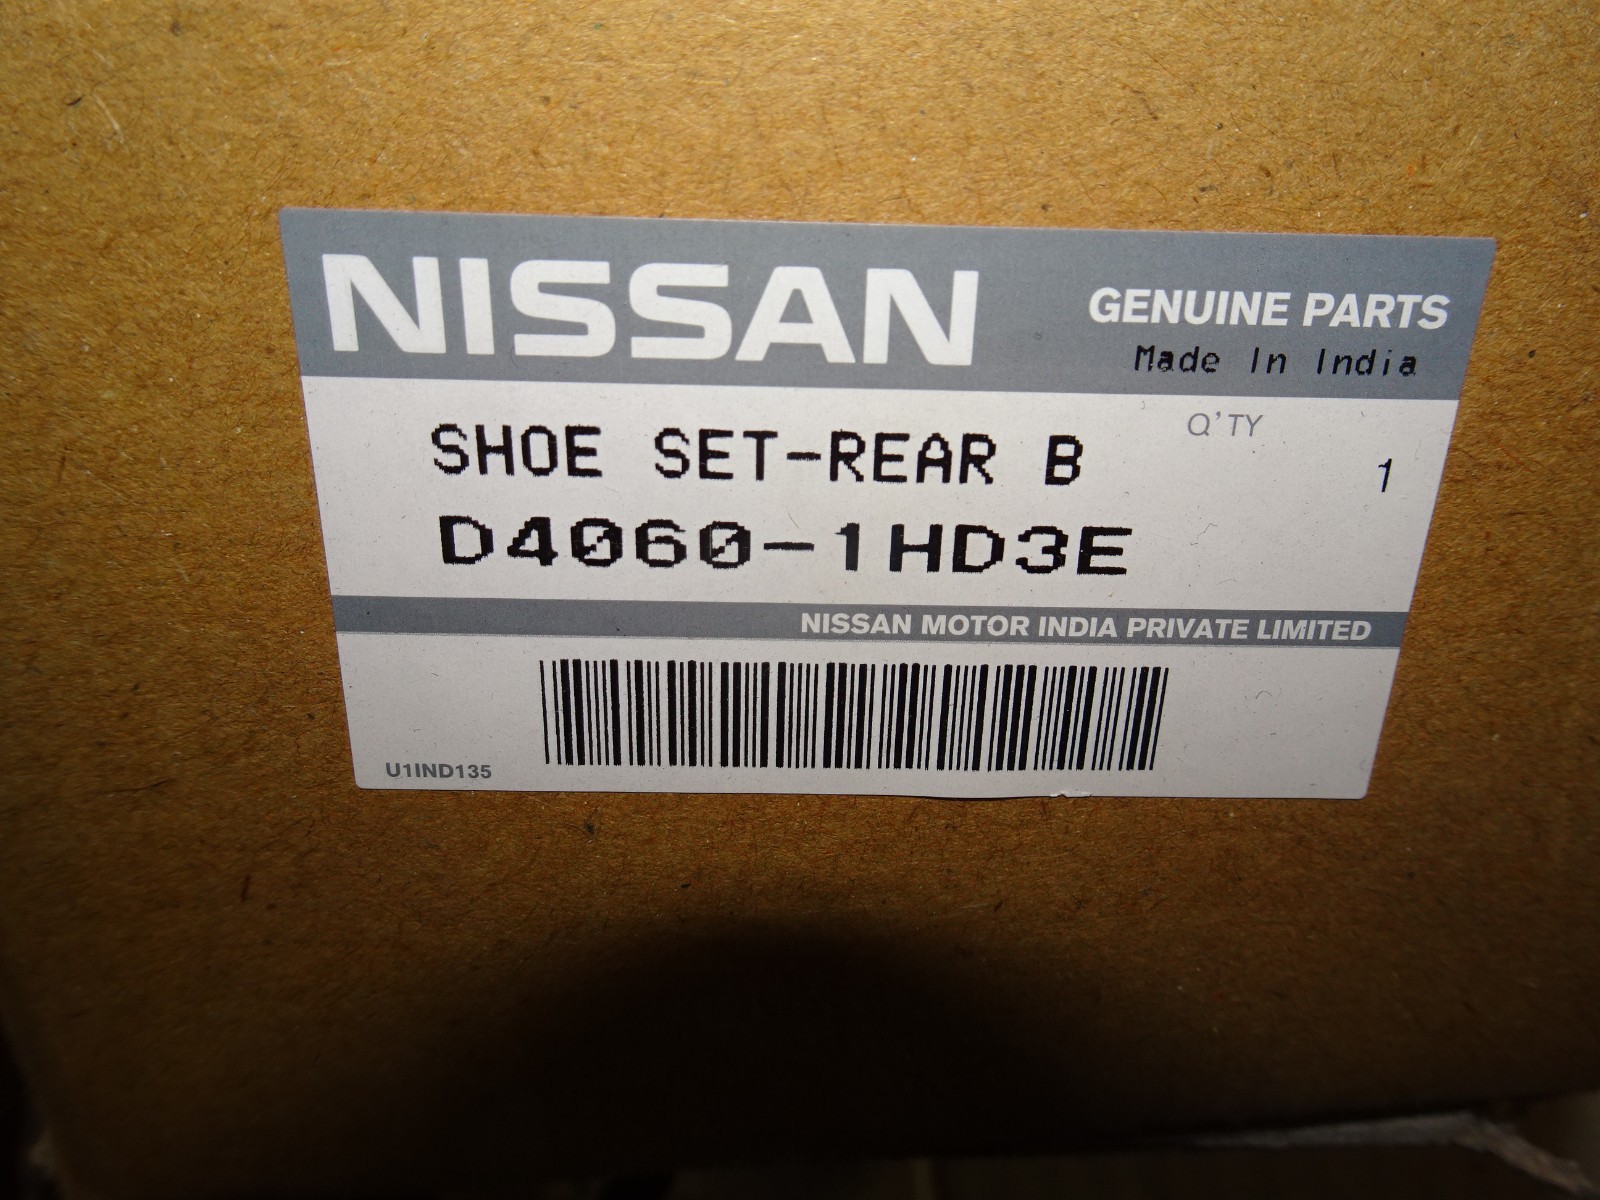 NISSAN
GENUINE PARTS
Made In India
Q'TY
SHOE SET-REAR B
1
D4060-1HD3E
NISSAN MOTOR INDIA PRIVATE LIMITED
U1IND135